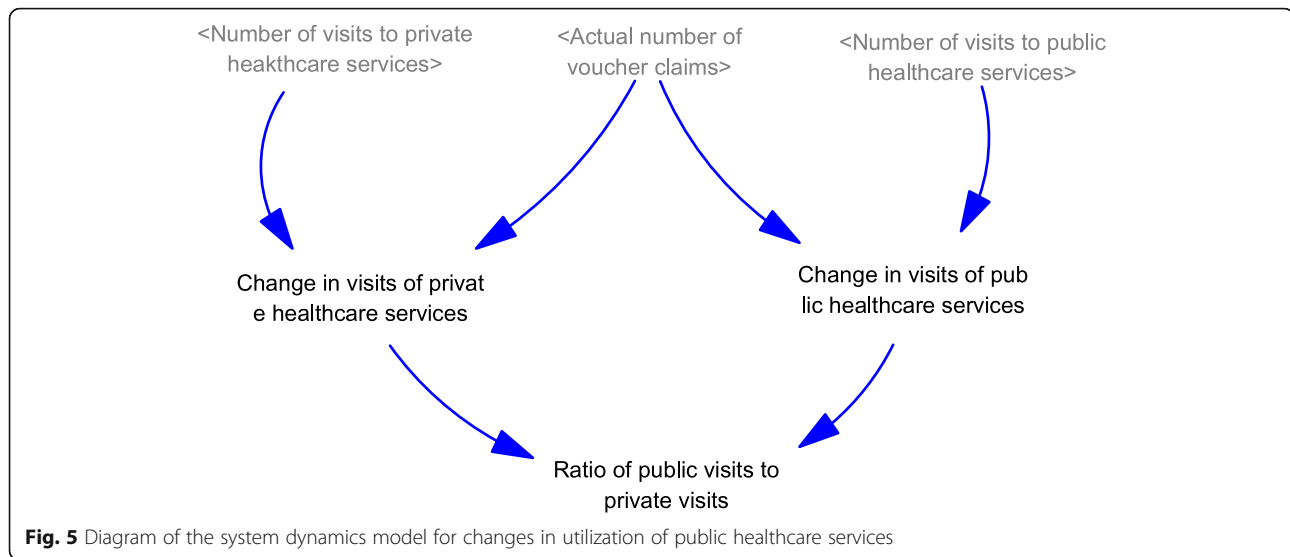 <Number of visits to private
heakthcare services>
<Actual number of
voucher claims>
<Number of visits to public
healthcare services>
Change in visits of privat
e healthcare services
Change in visits of pub
lic healthcare services
Ratio of public visits to
private visits
Fig. 5 Diagram of the system dynamics model for changes in utilization of public healthcare services